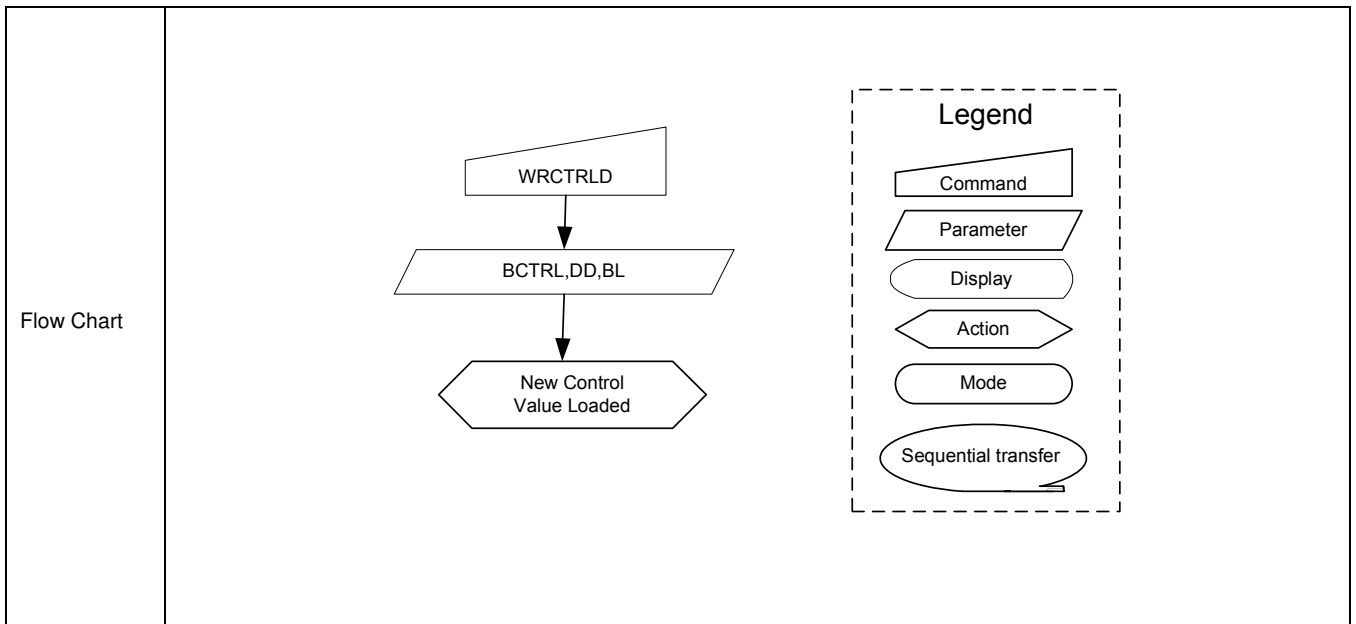 Flow Chart
WRCTRLD
BCTRL,DD,BL
New Control
Value Loaded
Legend
Command
Parameter
Display
Action
Mode
Sequential transfer